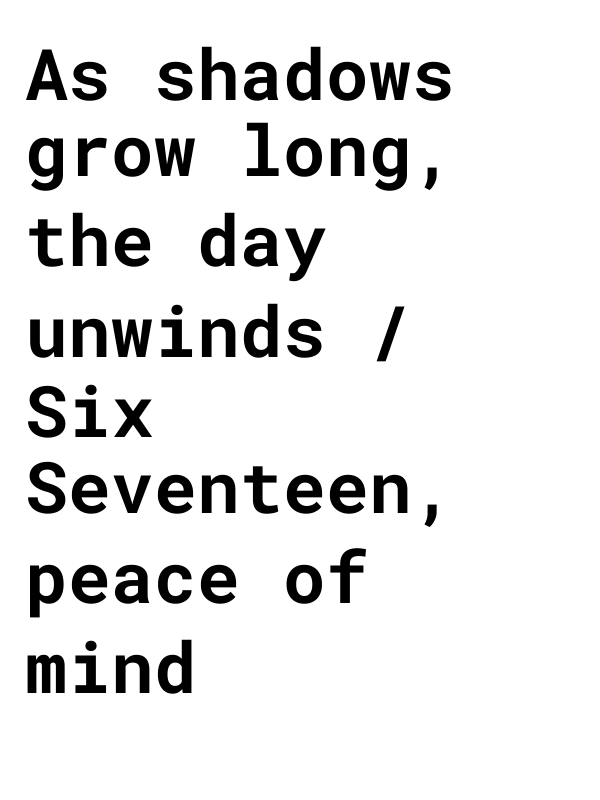 As shadows
grow long,
the day
unwinds /
Six
Seventeen,
peace of
mind